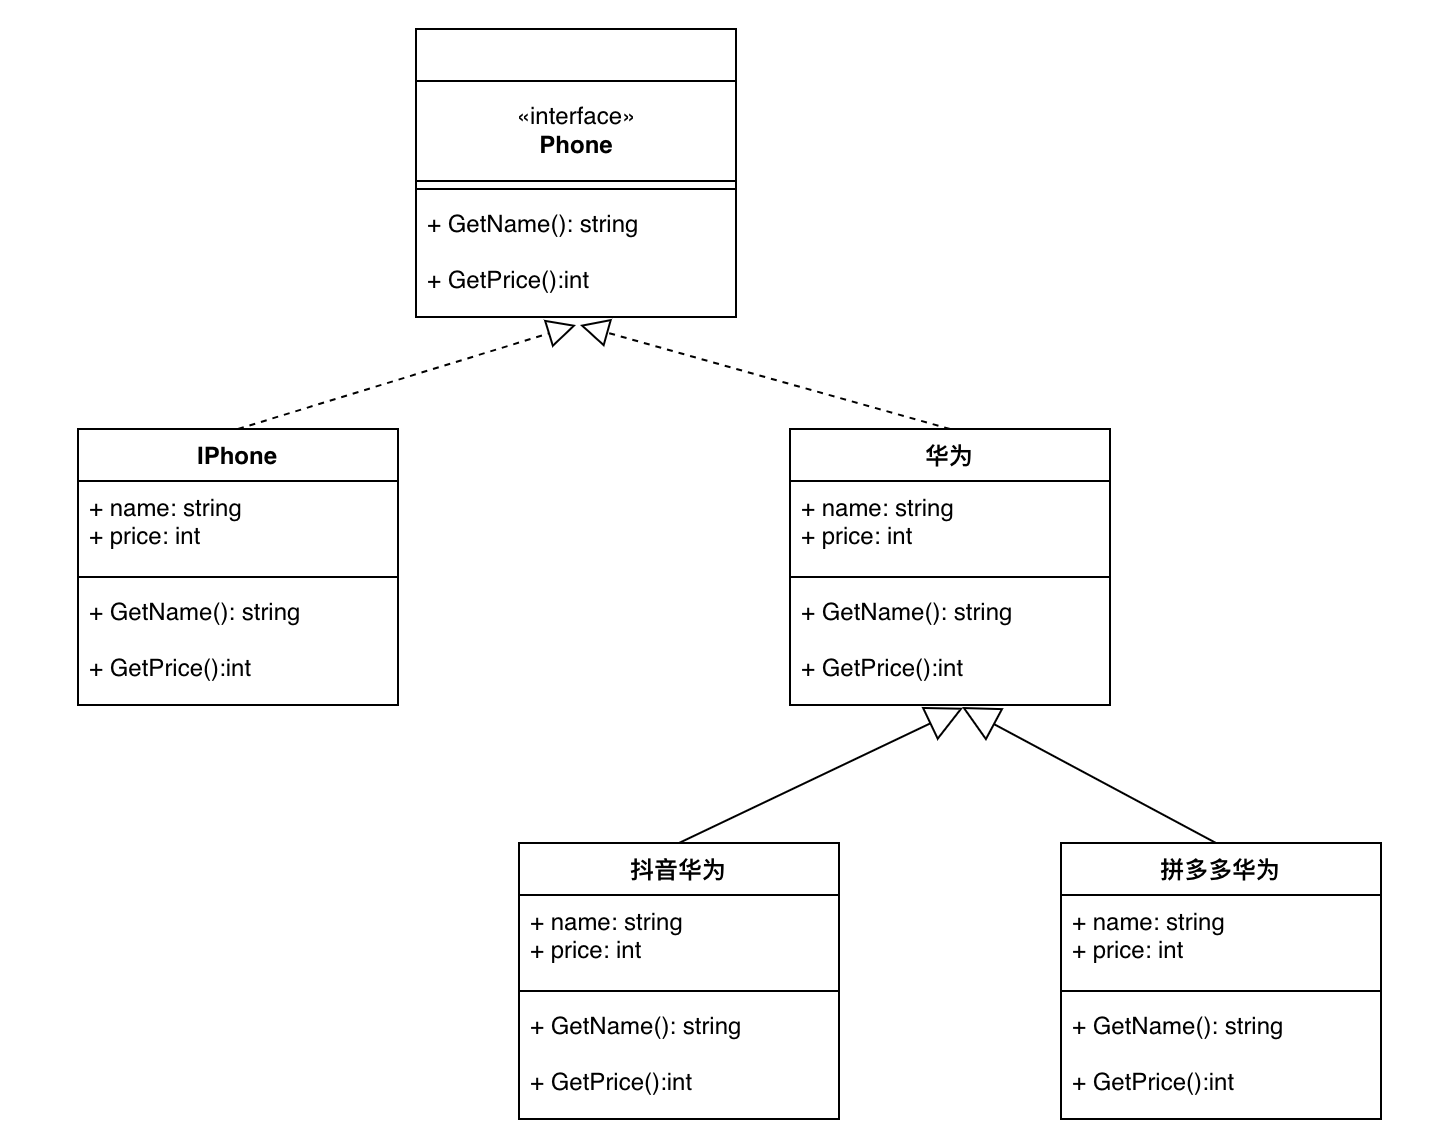 «interface»
Phone
+ GetName(): string
+ GetPrice():int
IPhone
+ name: string
+ price: int
+ GetName(): string
+ GetPrice():int
华为
+ name: string
+ price: int
+ GetName(): string
+ GetPrice():int
抖音华为
+ name: string
+ price: int
+ GetName(): string
+ GetPrice():int
拼多多华为
+ name: string
+ price: int
+ GetName(): string
+ GetPrice():int